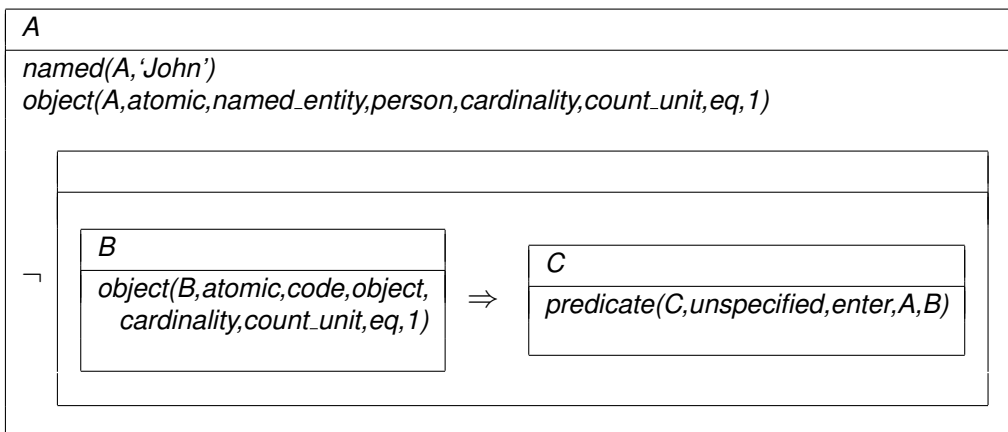 A
named(A,‘John’)
object(A,atomic,named_entity,person,cardinality,count_unit,eq,1)
B
object(B,atomic,code,object,
cardinality,count_unit,eq,1)
¬
⇒
C
predicate(C,unspecified,enter,A,B)